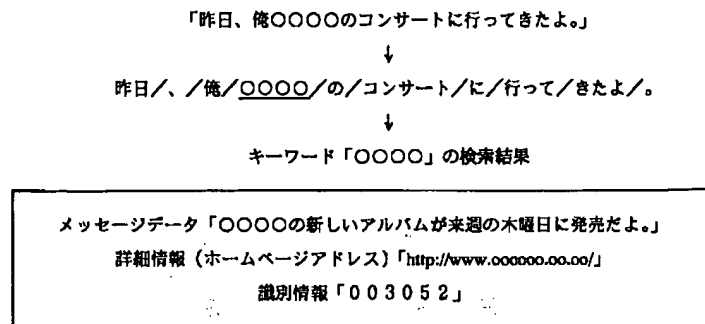 「昨日、俺○○○○のコンサートに行ってきたよ。」
↓
昨日／、／俺／○○○○／の／コンサート／に／行って／きたよ／。
↓
キーワード「○○○○」の検索結果
メッセージデータ「○○○○の新しいアルバムが来週の木曜日に発売だよ。」
詳細情報（ホームページアドレス）「http://www.oooooo.oo.oo/」
識別情報「００３０５２」